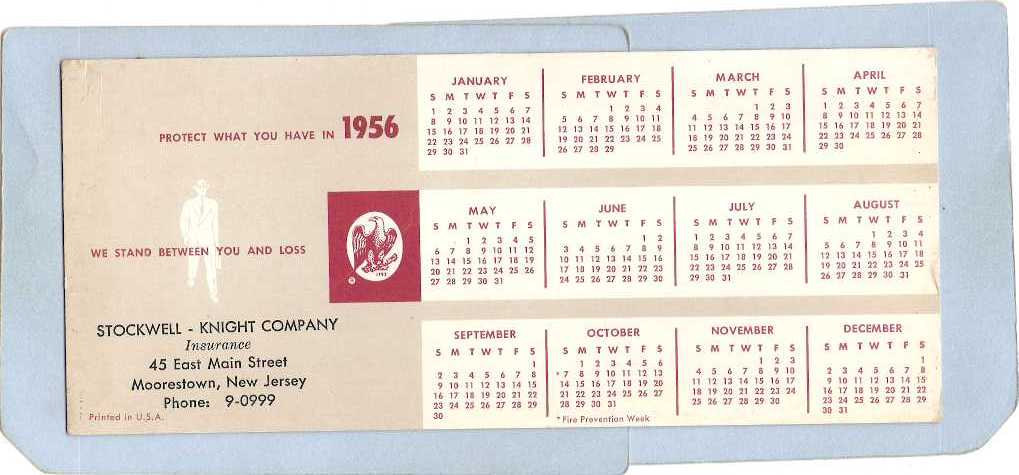 PROTECT WHAT YOU HAVE IN 1956
WE STAND BETWEEN YOU AND LOSS
STOCKWELL - KNIGHT COMPANY
Insurance
45 East Main Street
Moorestown, New Jersey
Phone: 9-0999
Printed in U.S.A.
JANUARY
S M T W T F S
1 2 3 4 5 6 7
8 9 10 11 12 13 14
15 16 17 18 19 20 21
22 23 24 25 26 27 28
29 30 31
FEBRUARY
S M T W T F S
1 2 3 4
5 6 7 8 9 10 11
12 13 14 15 16 17 18
19 20 21 22 23 24 25
26 27 28 29
MARCH
S M T W T F S
1 2 3
4 5 6 7 8 9 10
11 12 13 14 15 16 17
18 19 20 21 22 23 24
25 26 27 28 29 30 31
APRIL
S M T W T F S
1 2 3 4 5 6 7
8 9 10 11 12 13 14
15 16 17 18 19 20 21
22 23 24 25 26 27 28
29 30
MAY
S M T W T F S
1 2 3 4 5
6 7 8 9 10 11 12
13 14 15 16 17 18 19
20 21 22 23 24 25 26
27 28 29 30 31
JUNE
S M T W T F S
1 2
3 4 5 6 7 8 9
10 11 12 13 14 15 16
17 18 19 20 21 22 23
24 25 26 27 28 29 30
JULY
S M T W T F S
1 2 3 4 5 6 7
8 9 10 11 12 13 14
15 16 17 18 19 20 21
22 23 24 25 26 27 28
29 30 31
AUGUST
S M T W T F S
1 2 3 4
5 6 7 8 9 10 11
12 13 14 15 16 17 18
19 20 21 22 23 24 25
26 27 28 29 30 31
SEPTEMBER
S M T W T F S
1
2 3 4 5 6 7 8
9 10 11 12 13 14 15
16 17 18 19 20 21 22
23 24 25 26 27 28 29
30
OCTOBER
S M T W T F S
1 2 3 4 5 6
*7 8 9 10 11 12 13
14 15 16 17 18 19 20
21 22 23 24 25 26 27
28 29 30 31
*Fire Prevention Week
NOVEMBER
S M T W T F S
1 2 3
4 5 6 7 8 9 10
11 12 13 14 15 16 17
18 19 20 21 22 23 24
25 26 27 28 29 30
DECEMBER
S M T W T F S
1
2 3 4 5 6 7 8
9 10 11 12 13 14 15
16 17 18 19 20 21 22
23 24 25 26 27 28 29
30 31